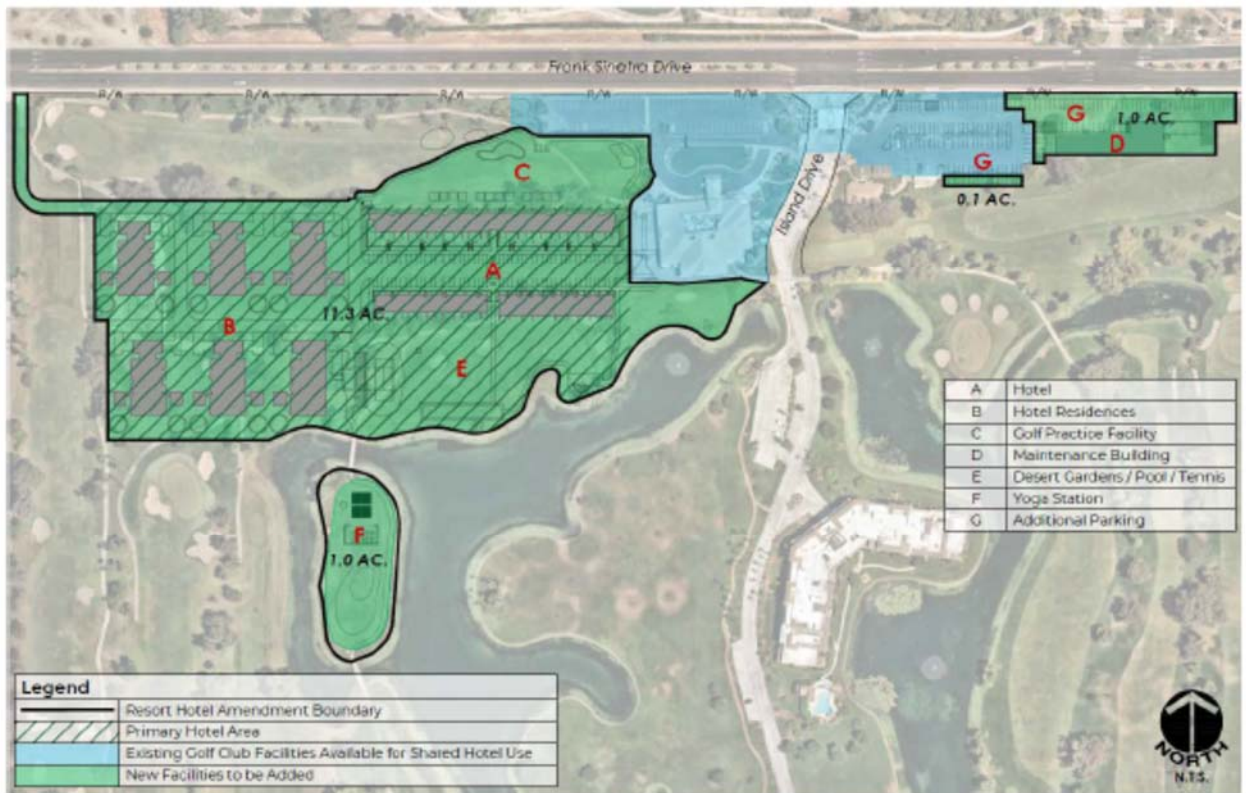 Frank Sinatra Drive
R/W R/W R/W R/W R/W R/W R/W R/W
G 1.0 AC.
D
C
G
0.1 AC.
Island Drive
A
11.3 AC.
B
E
A Hotel
B Hotel Residences
C Golf Practice Facility
D Maintenance Building
E Desert Gardens / Pool / Tennis
F Yoga Station
G Additional Parking
F
1.0 AC.
Legend
Resort Hotel Amendment Boundary
Primary Hotel Area
Existing Golf Club Facilities Available for Shared Hotel Use
New Facilities to be Added
NORTH
N.T.S.